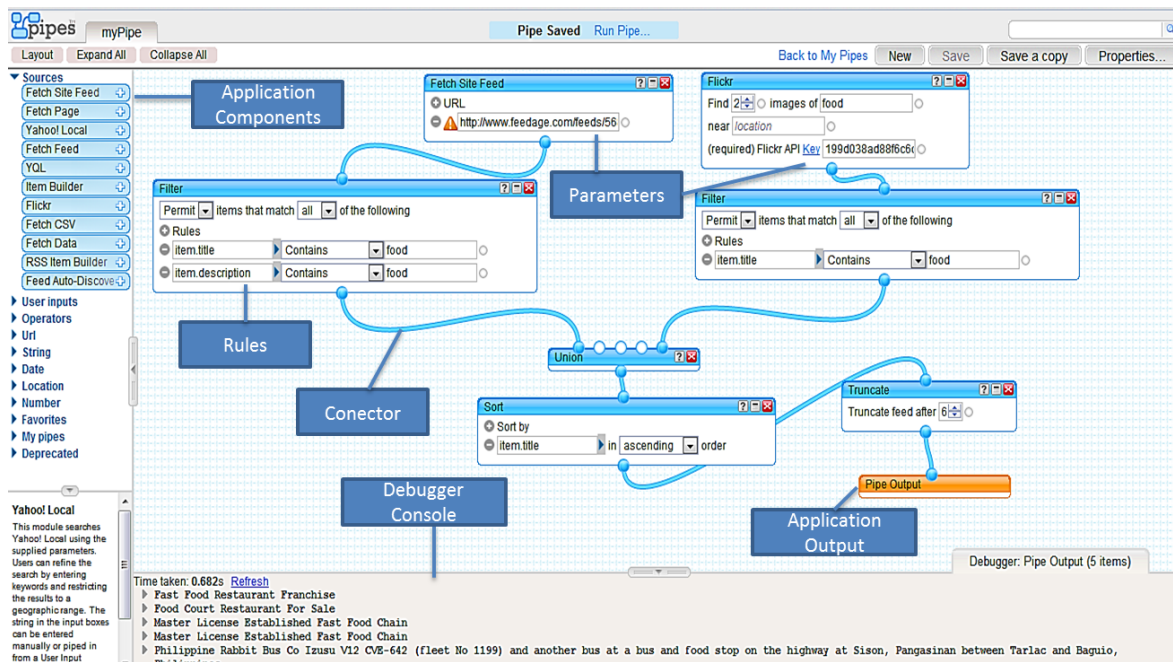 pipes
myPipe
Pipe Saved Run Pipe...
Layout Expand All Collapse All
Back to My Pipes New Save Save a copy Properties...
Sources
Fetch Site Feed
Fetch Page
Yahoo! Local
Fetch Feed
YQL
Item Builder
Flickr
Fetch CSV
Fetch Data
RSS Item Builder
Feed Auto-Discove
User inputs
Operators
Url
String
Date
Location
Number
Favorites
My pipes
Deprecated
Yahoo! Local
This module searches
Yahoo! Local using the
supplied parameters.
Users can refine the
search by entering
keywords and restricting
the results to a
geographic range. The
string in the input boxes
can be entered
manually or piped in
from a User Input
Application
Components
Fetch Site Feed
URL
http://www.feedage.com/feeds/56
Flickr
Find 2 images of food
near location
(required) Flickr API Key 199d038ad88f6c6
Parameters
Filter
Permit items that match all of the following
Rules
item.title Contains food
item.description Contains food
Filter
Permit items that match all of the following
Rules
item.title Contains food
Rules
Conector
Union
Sort
Sort by
item.title in ascending order
Truncate
Truncate feed after 6
Pipe Output
Debugger
Console
Application
Output
Debugger: Pipe Output (5 items)
Time taken: 0.682s Refresh
Fast Food Restaurant Franchise
Food Court Restaurant For Sale
Master License Established Fast Food Chain
Master License Established Fast Food Chain
Philippine Rabbit Bus Co Izusu V12 CVE-642 (fleet No 1199) and another bus at a bus and food stop on the highway at Sison, Pangasinan between Tarlac and Baguio,